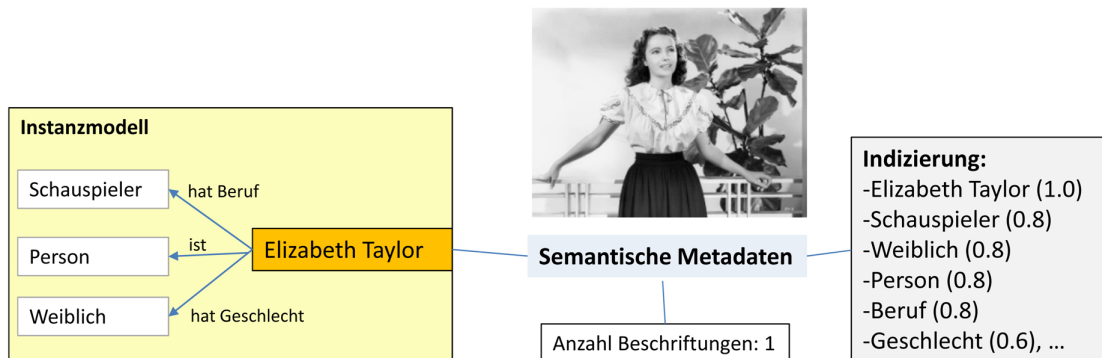 Instanzmodell
Schauspieler
hat Beruf
Person
ist
Elizabeth Taylor
Weiblich
hat Geschlecht
Semantische Metadaten
Anzahl Beschriftungen: 1
Indizierung:
-Elizabeth Taylor (1.0)
-Schauspieler (0.8)
-Weiblich (0.8)
-Person (0.8)
-Beruf (0.8)
-Geschlecht (0.6), ...